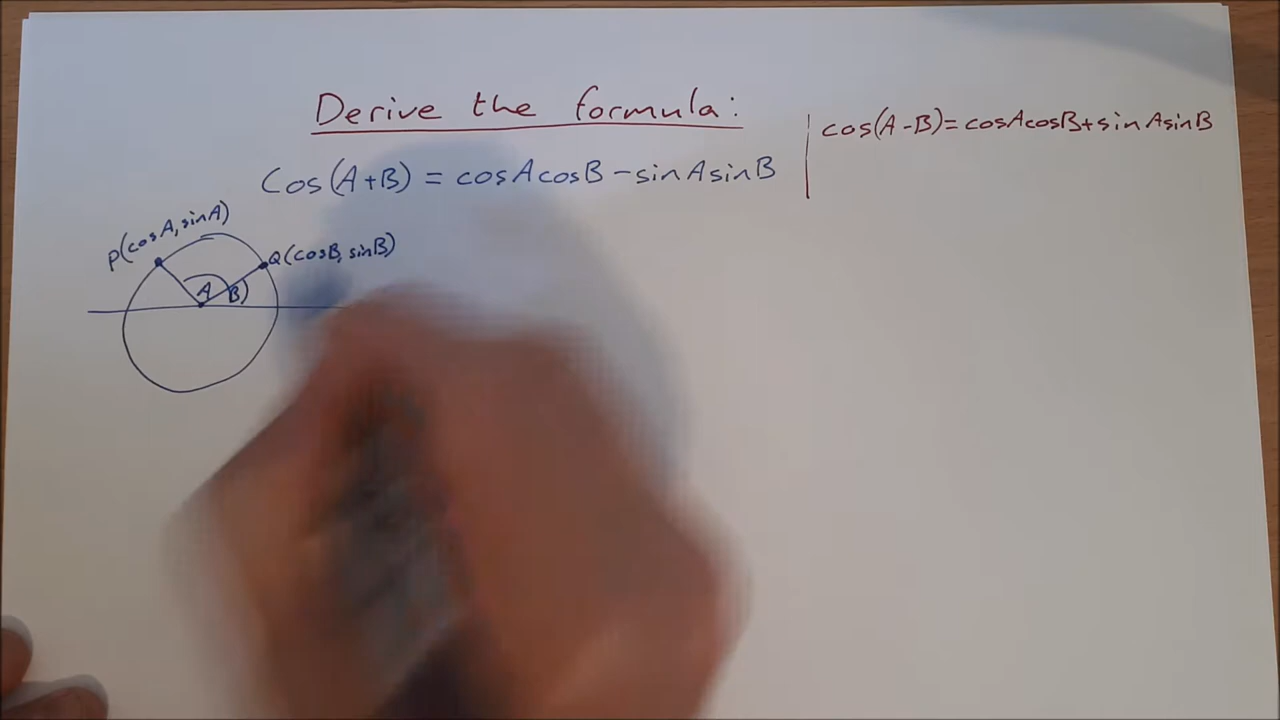 Derive the formula:
cos(A-B)=cosAcosB+sinAsinB
Cos(A+B) = cosAcosB-sinAsinB
P(cosA,sinA)
Q(cosB, sinB)
A
B